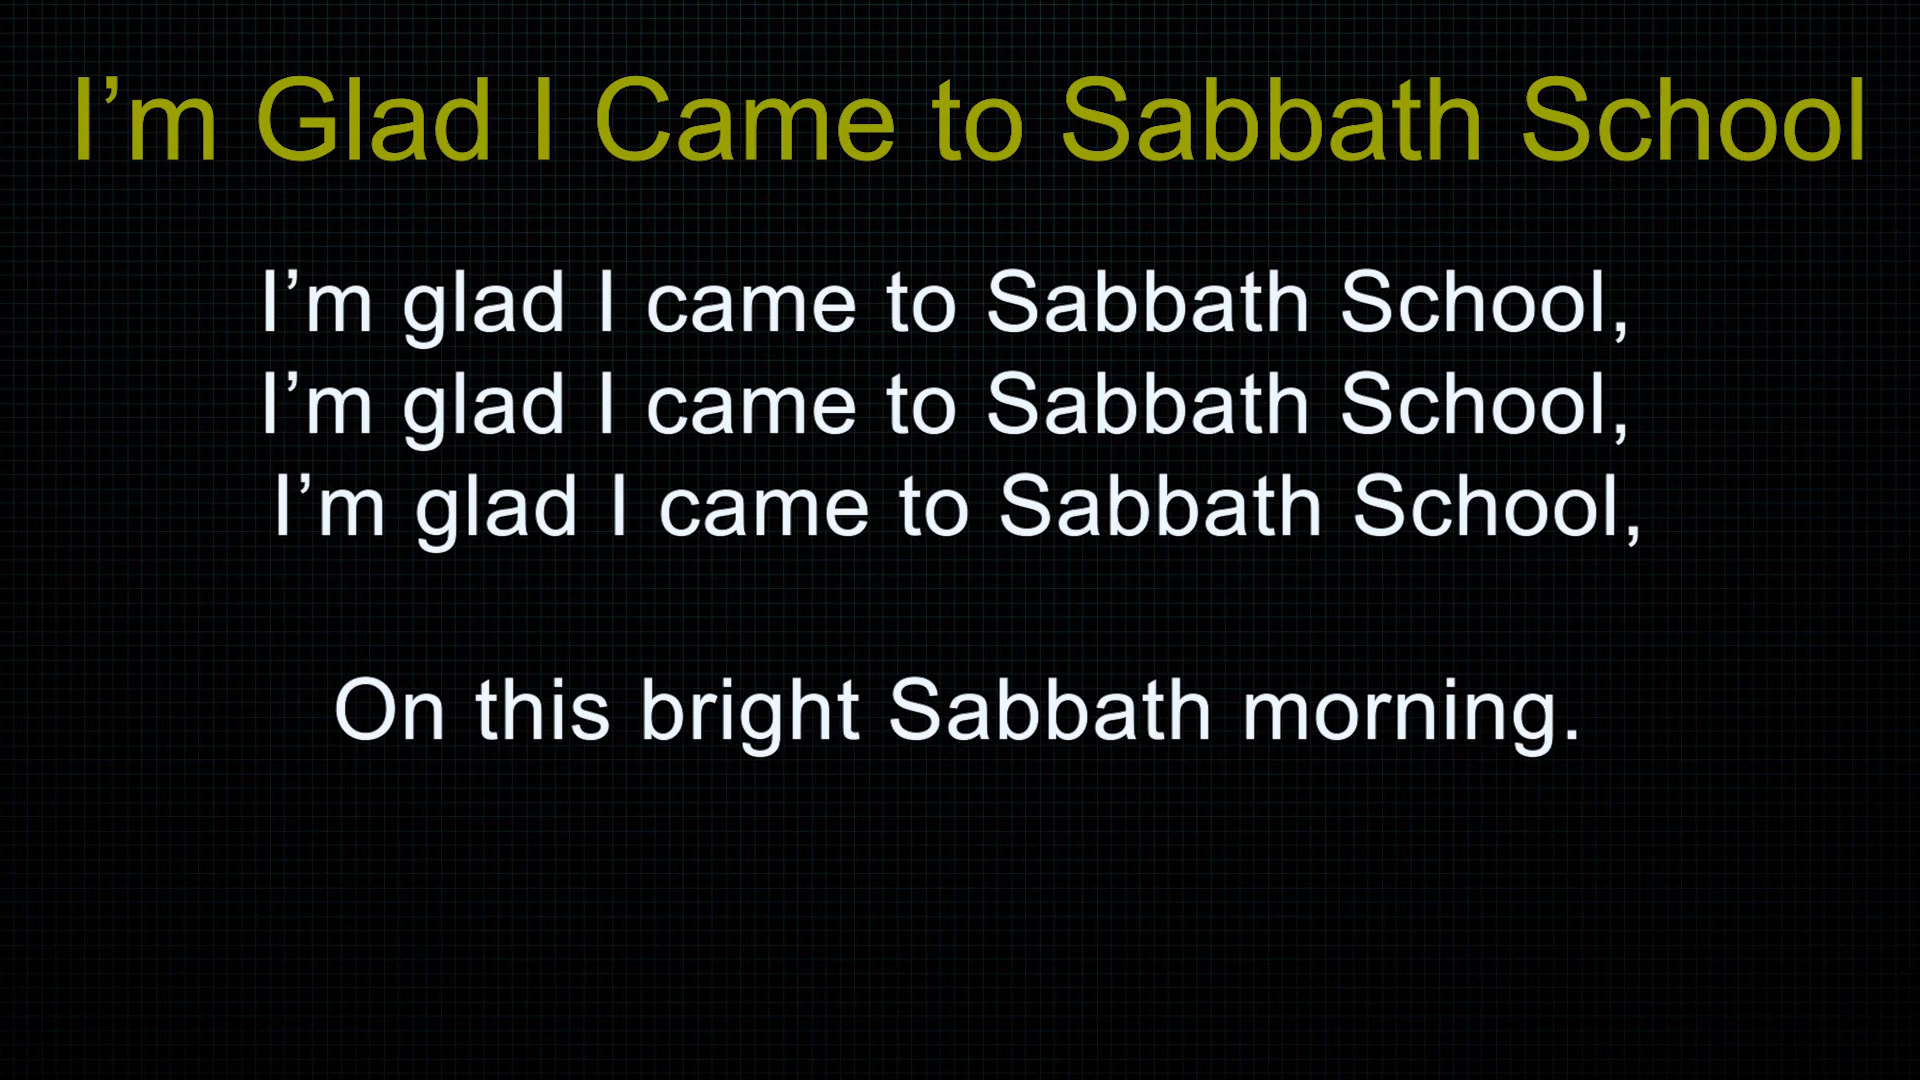 I’m Glad I Came to Sabbath School
I’m glad I came to Sabbath School,
I’m glad I came to Sabbath School,
I’m glad I came to Sabbath School,
On this bright Sabbath morning.